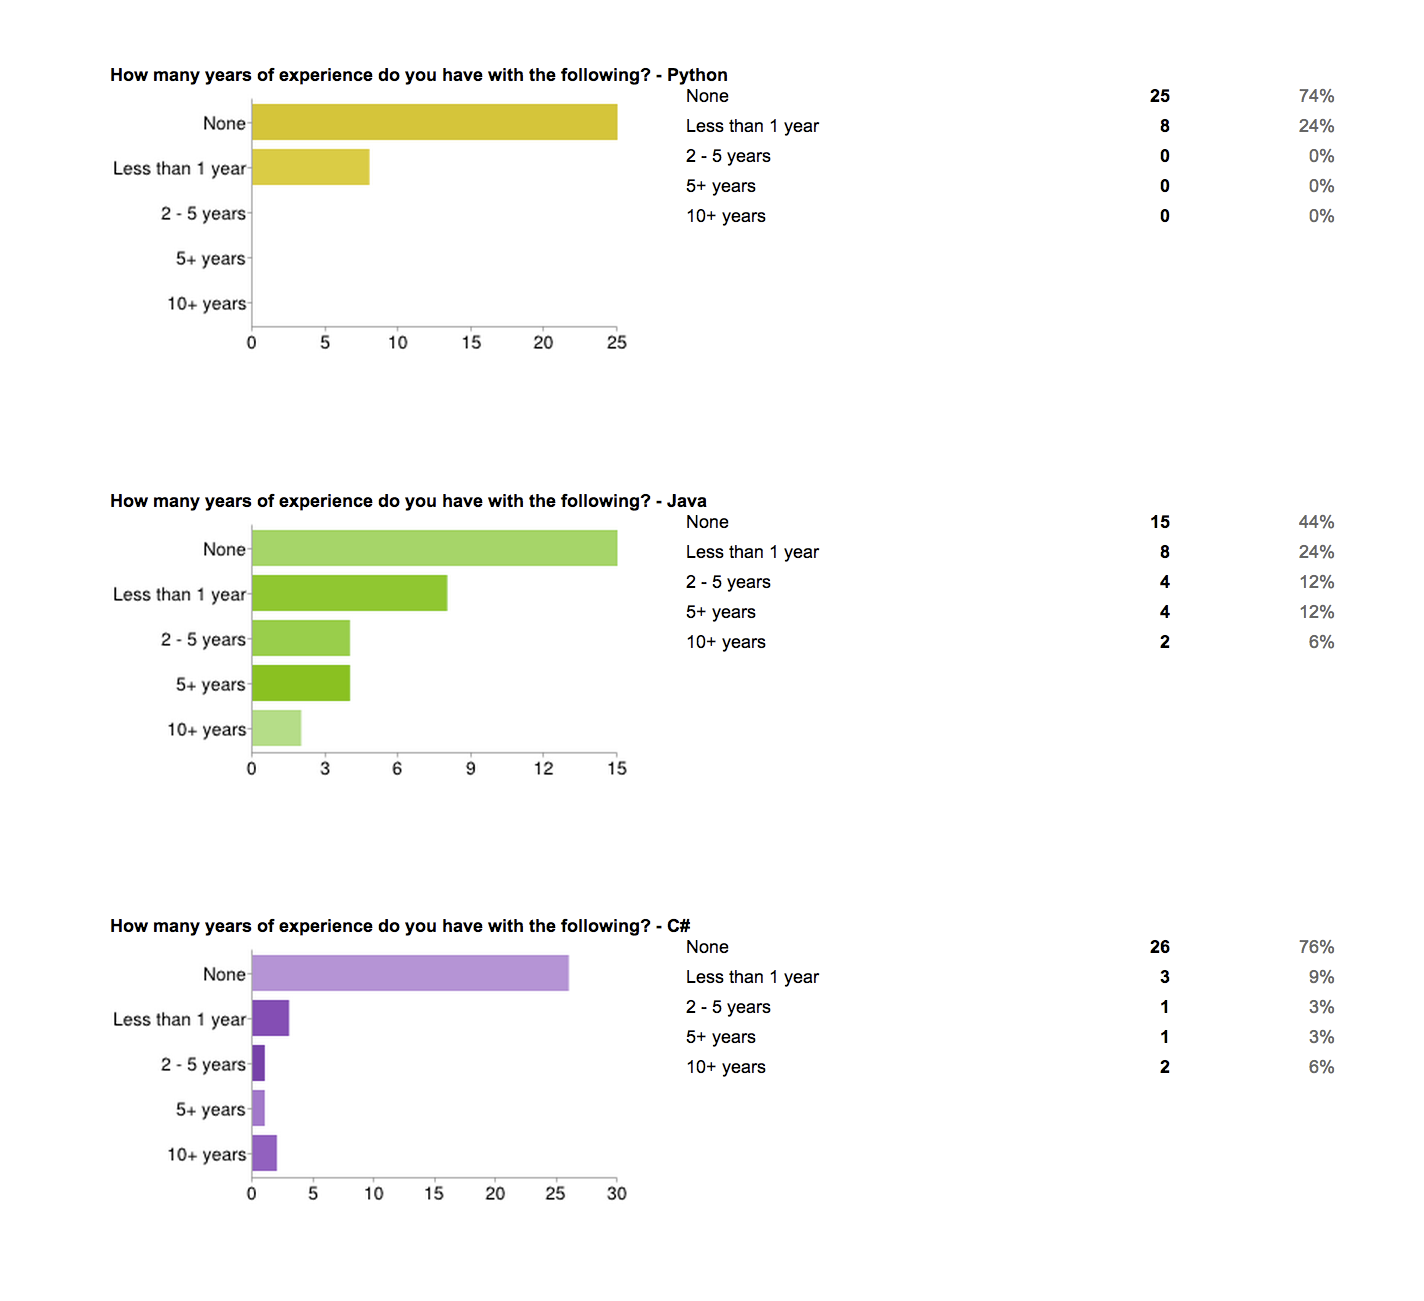 How many years of experience do you have with the following? - Python
None 25 74%
Less than 1 year 8 24%
2 - 5 years 0 0%
5+ years 0 0%
10+ years 0 0%
None
Less than 1 year
2 - 5 years
5+ years
10+ years
0 5 10 15 20 25
How many years of experience do you have with the following? - Java
None 15 44%
Less than 1 year 8 24%
2 - 5 years 4 12%
5+ years 4 12%
10+ years 2 6%
None
Less than 1 year
2 - 5 years
5+ years
10+ years
0 3 6 9 12 15
How many years of experience do you have with the following? - C#
None 26 76%
Less than 1 year 3 9%
2 - 5 years 1 3%
5+ years 1 3%
10+ years 2 6%
None
Less than 1 year
2 - 5 years
5+ years
10+ years
0 5 10 15 20 25 30